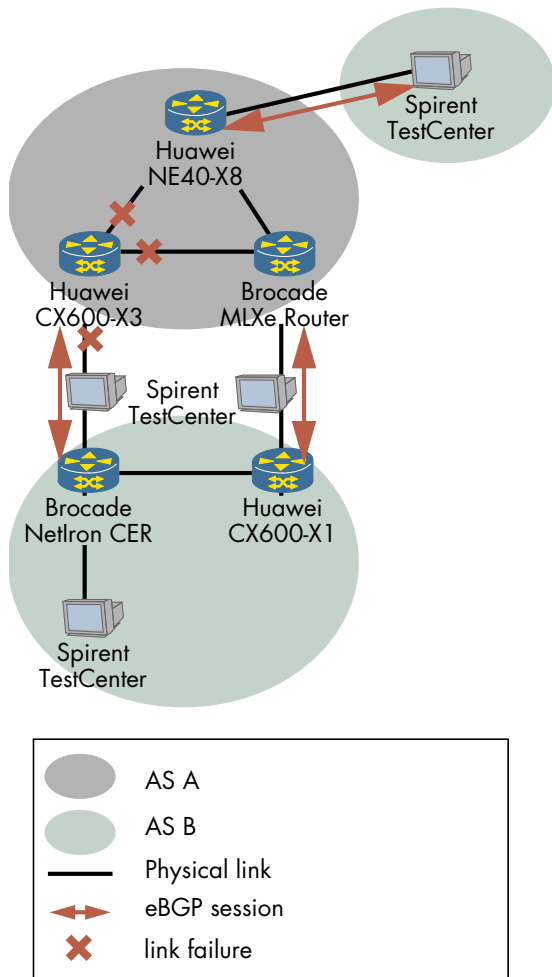 Spirent
TestCenter
Huawei
NE40-X8
Huawei
CX600-X3
Brocade
MLXe Router
Spirent
TestCenter
Brocade
NetIron CER
Huawei
CX600-X1
Spirent
TestCenter
AS A
AS B
Physical link
eBGP session
link failure